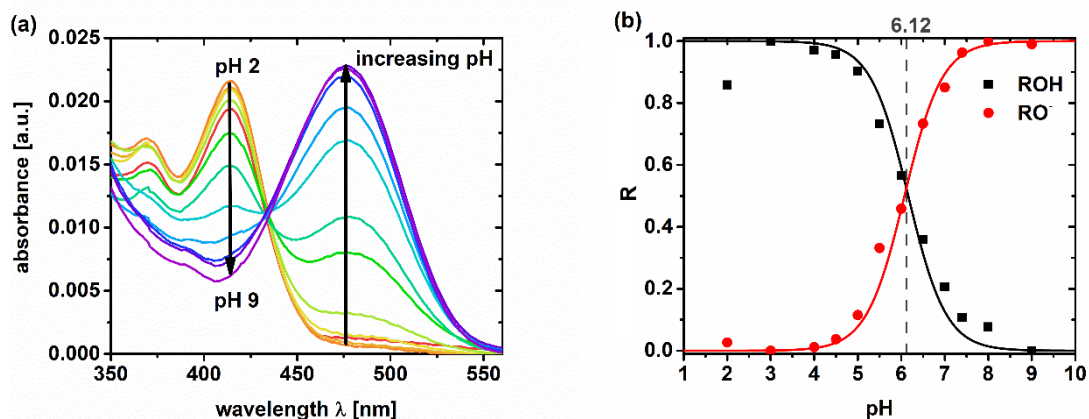 (a)
0.025
0.020
0.015
0.010
0.005
0.000
absorbance [a.u.]
pH 2
increasing pH
pH 9
350 400 450 500 550
wavelength λ [nm]
(b)
6.12
1.0
0.8
0.6
0.4
0.2
0.0
R
ROH
RO⁻
1 2 3 4 5 6 7 8 9 10
pH